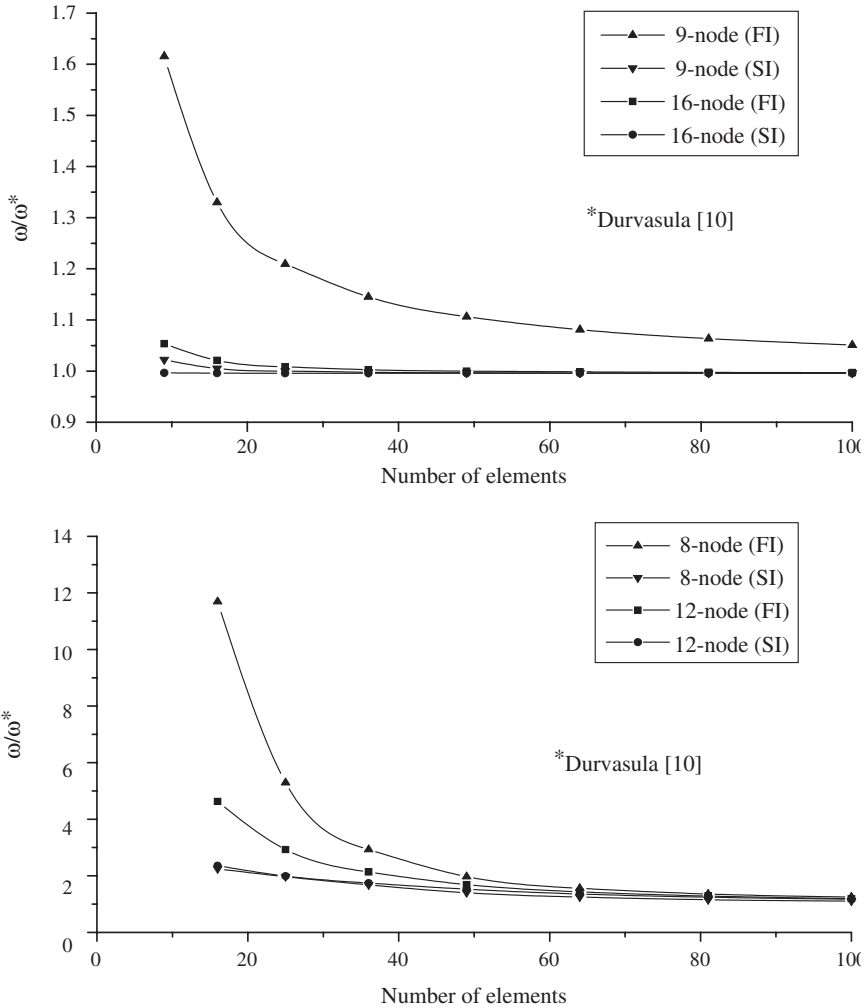 1.7
1.6
1.5
1.4
1.3
1.2
1.1
1.0
0.9
ω/ω*
9-node (FI)
9-node (SI)
16-node (FI)
16-node (SI)
*Durvasula [10]
0 20 40 60 80 100
Number of elements
14
12
10
8
6
4
2
0
ω/ω*
8-node (FI)
8-node (SI)
12-node (FI)
12-node (SI)
*Durvasula [10]
0 20 40 60 80 100
Number of elements